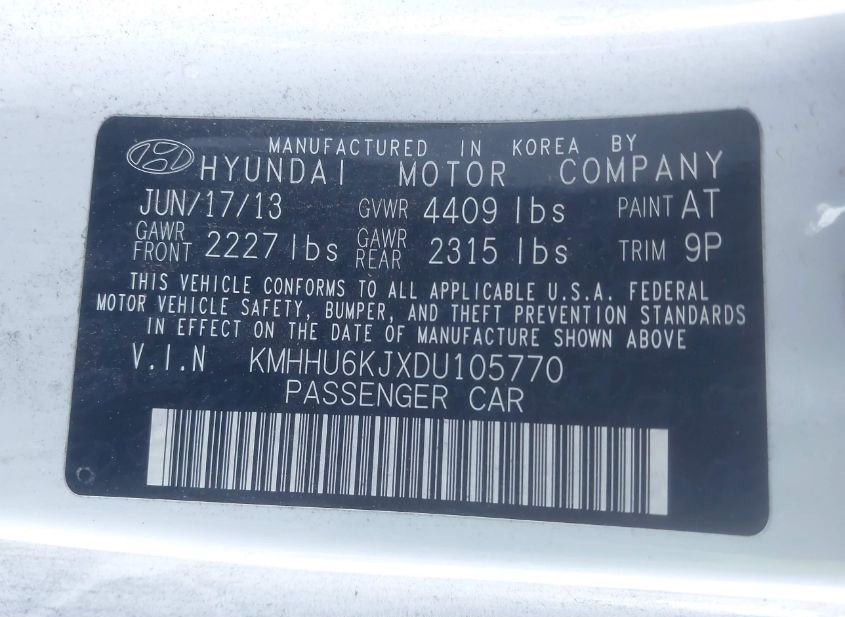 MANUFACTURED IN KOREA BY
HYUNDAI MOTOR COMPANY
JUN/17/13 GVWR 4409 lbs PAINT AT
GAWR FRONT 2227 lbs GAWR REAR 2315 lbs TRIM 9P
THIS VEHICLE CONFORMS TO ALL APPLICABLE U.S.A. FEDERAL
MOTOR VEHICLE SAFETY, BUMPER, AND THEFT PREVENTION STANDARDS
IN EFFECT ON THE DATE OF MANUFACTURE SHOWN ABOVE
V.I.N KMHHU6KJXDU105770
PASSENGER CAR